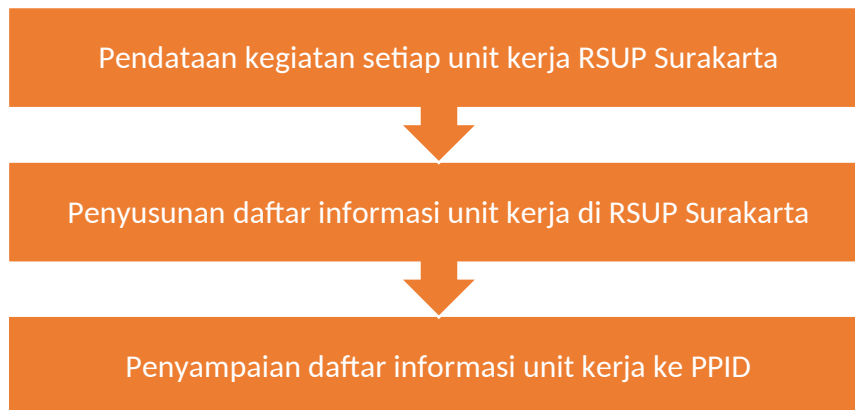 Pendataan kegiatan setiap unit kerja RSUP Surakarta
Penyusunan daftar informasi unit kerja di RSUP Surakarta
Penyampaian daftar informasi unit kerja ke PPID